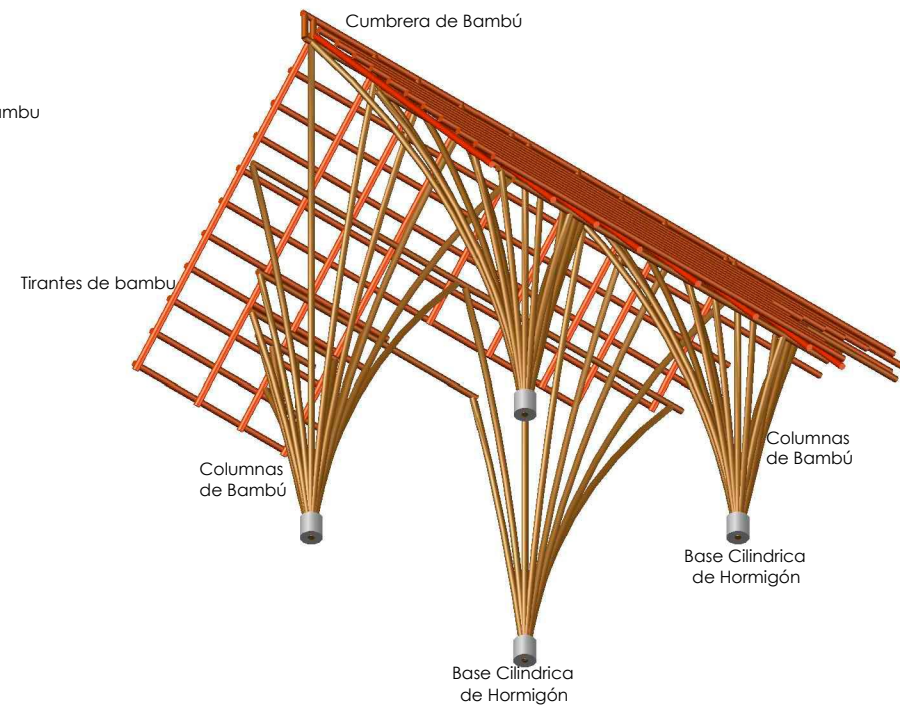 Cumbrera de Bambú
ambu
Tirantes de bambu
Columnas
de Bambú
Columnas
de Bambú
Base Cilindrica
de Hormigón
Base Cilindrica
de Hormigón